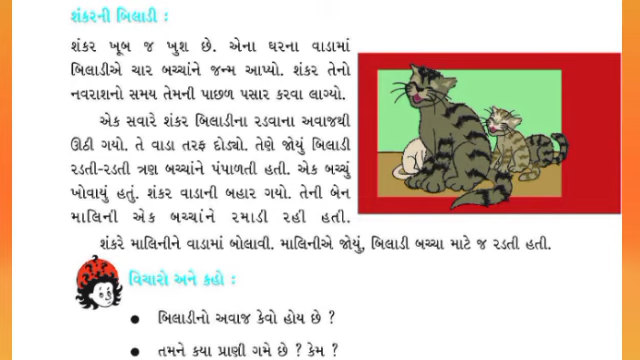 શંકરની બિલાડી :
શંકર ખૂબ જ ખુશ છે. એના ઘરના વાડામાં
બિલાડીએ ચાર બચ્ચાંને જન્મ આપ્યો. શંકર તેનો
નવરાશનો સમય તેમની પાછળ પસાર કરવા લાગ્યો.
એક સવારે શંકર બિલાડીના રડવાના અવાજથી
ઊઠી ગયો. તે વાડા તરફ દોડ્યો. તેણે જોયું બિલાડી
રડતી-રડતી ત્રણ બચ્ચાંને પંપાળતી હતી. એક બચ્ચું
ખોવાયું હતું. શંકર વાડાની બહાર ગયો. તેની બેન
માલિની એક બચ્ચાંને રમાડી રહી હતી.
શંકરે માલિનીને વાડામાં બોલાવી. માલિનીએ જોયું, બિલાડી બચ્ચા માટે જ રડતી હતી.
વિચારો અને કહો :
• બિલાડીનો અવાજ કેવો હોય છે ?
• તમને કયા પ્રાણી ગમે છે ? કેમ ?